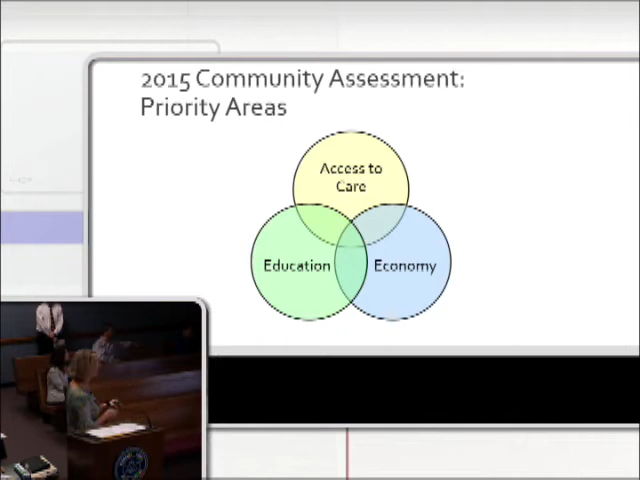 2015 Community Assessment:
Priority Areas
Access to
Care
Education
Economy